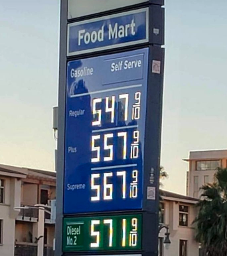 Food Mart
Gasoline Self Serve
Regular 547 9/10
Plus 557 9/10
Supreme 567 9/10
Diesel No.2 571 9/10